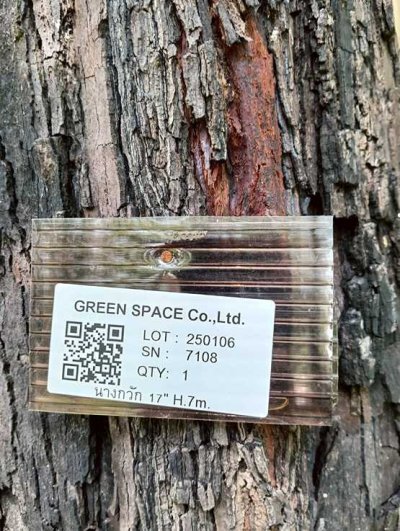 GREEN SPACE Co.,Ltd.
LOT : 250106
SN : 7108
QTY: 1
นางกวัก 17" H.7m.